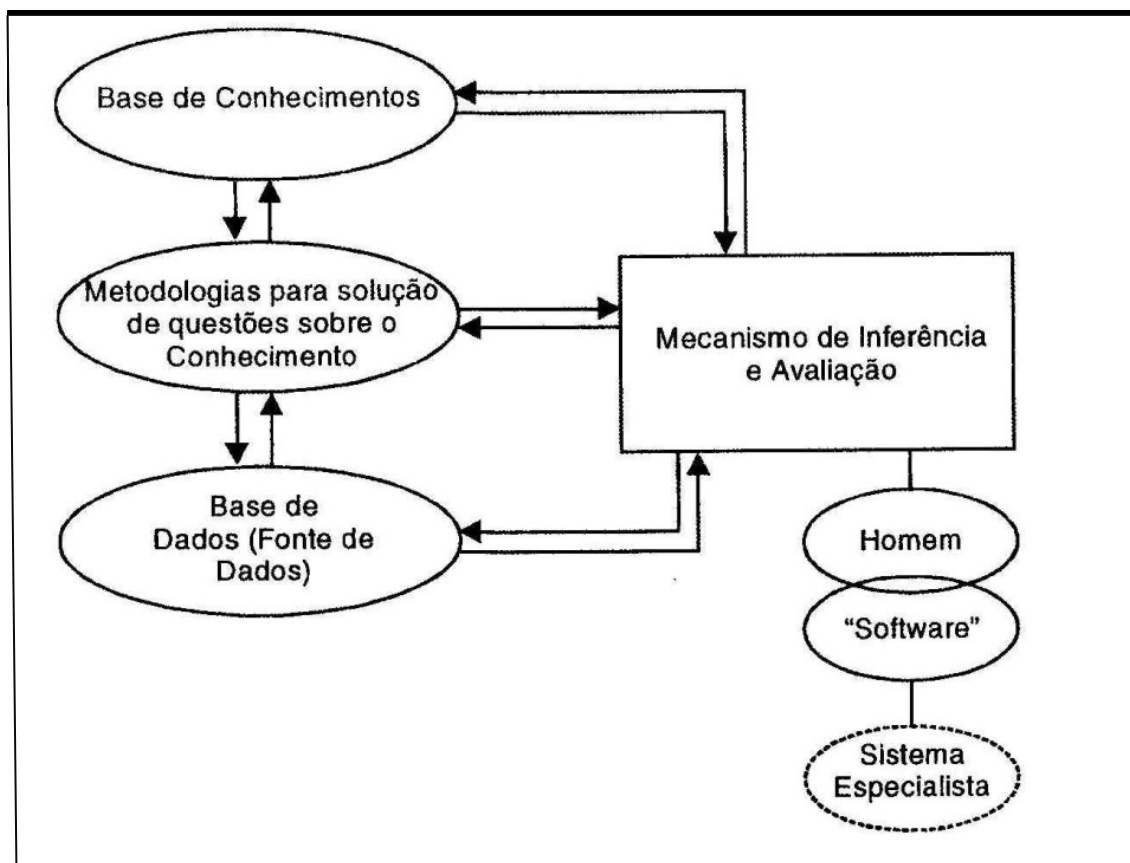 Base de Conhecimentos
Metodologias para solução
de questões sobre o
Conhecimento
Mecanismo de Inferência
e Avaliação
Base de
Dados (Fonte de
Dados)
Homem
“Software”
Sistema
Especialista